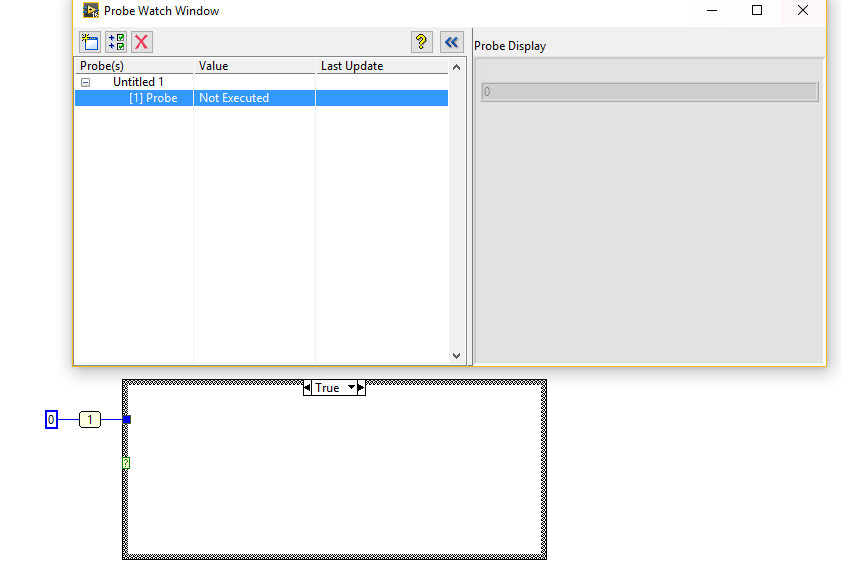 Probe Watch Window
Probe Display
Probe(s) Value Last Update
Untitled 1
[1] Probe Not Executed
0
True
0 1
?